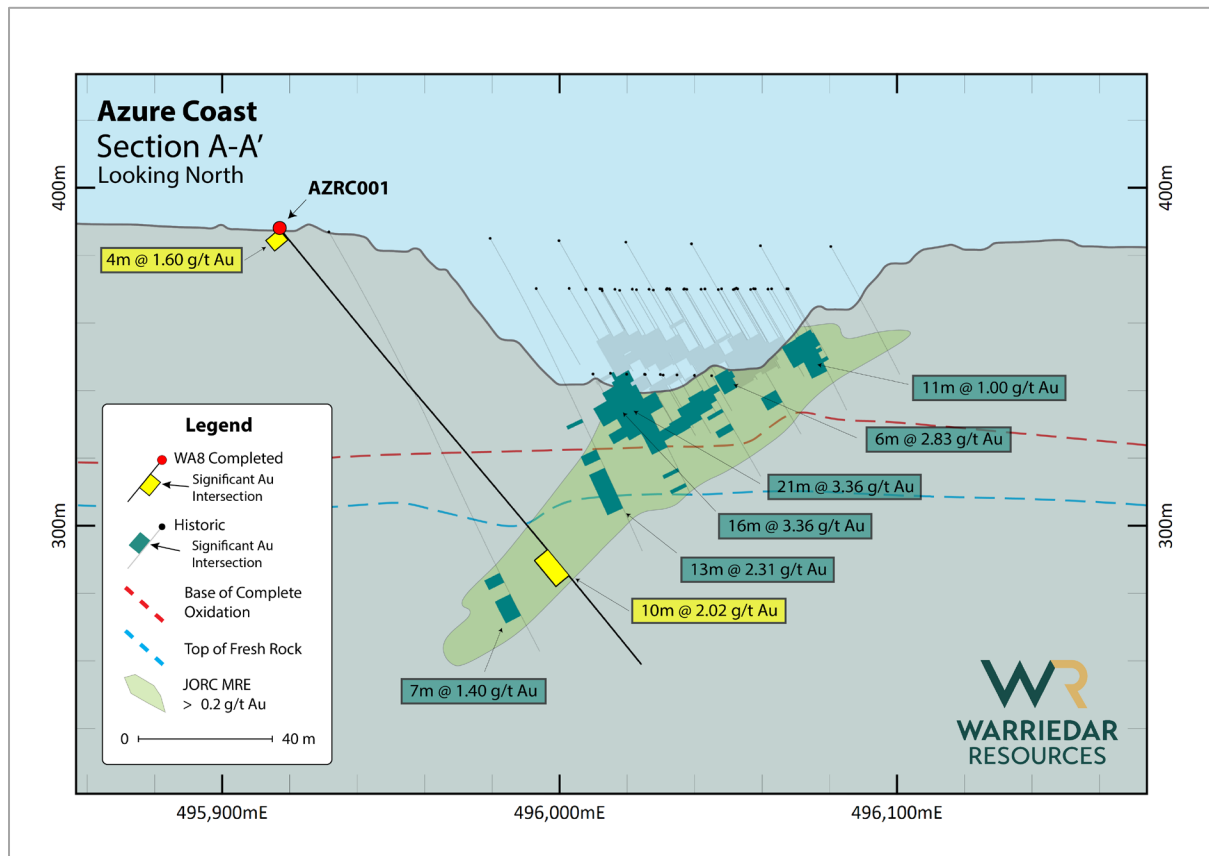 Azure Coast
Section A-A’
Looking North
400m
400m
AZRC001
4m @ 1.60 g/t Au
11m @ 1.00 g/t Au
6m @ 2.83 g/t Au
21m @ 3.36 g/t Au
16m @ 3.36 g/t Au
13m @ 2.31 g/t Au
10m @ 2.02 g/t Au
7m @ 1.40 g/t Au
300m
300m
Legend
WA8 Completed
Significant Au
Intersection
Historic
Significant Au
Intersection
Base of Complete
Oxidation
Top of Fresh Rock
JORC MRE
> 0.2 g/t Au
0 40 m
WR
WARRIEDAR
RESOURCES
495,900mE 496,000mE 496,100mE